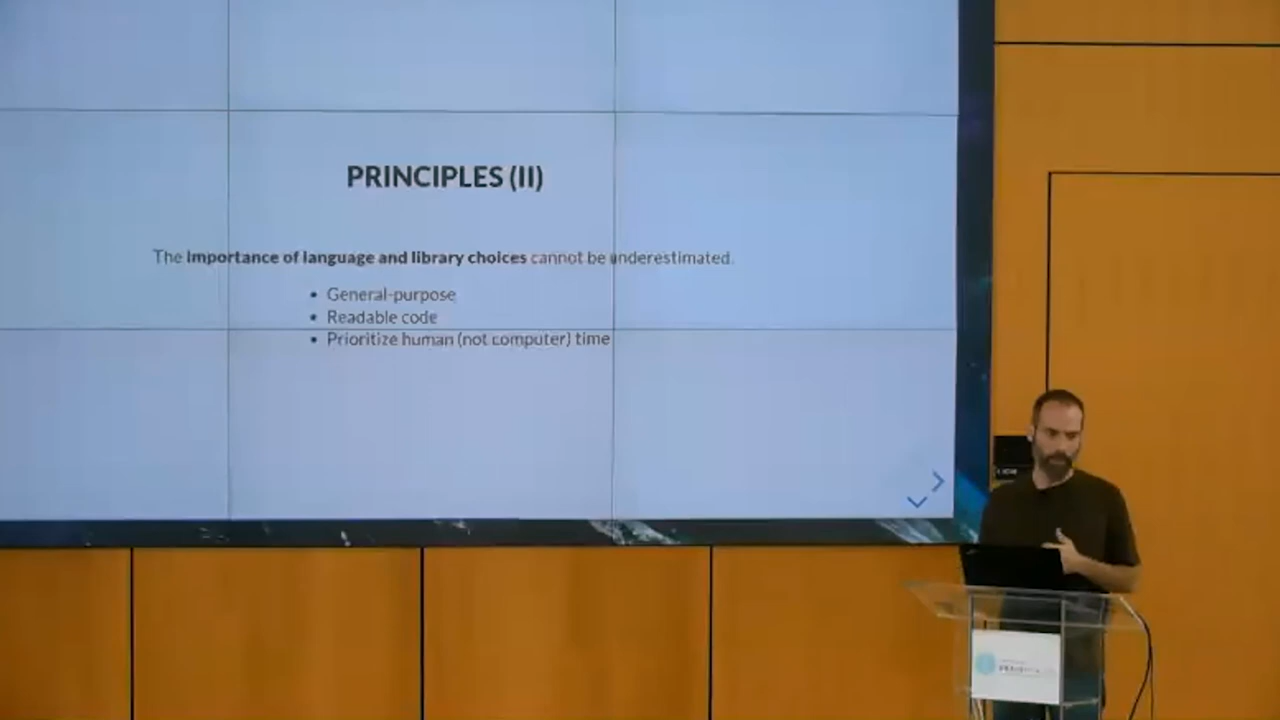 PRINCIPLES (II)
The importance of language and library choices cannot be underestimated.
• General-purpose
• Readable code
• Prioritize human (not computer) time